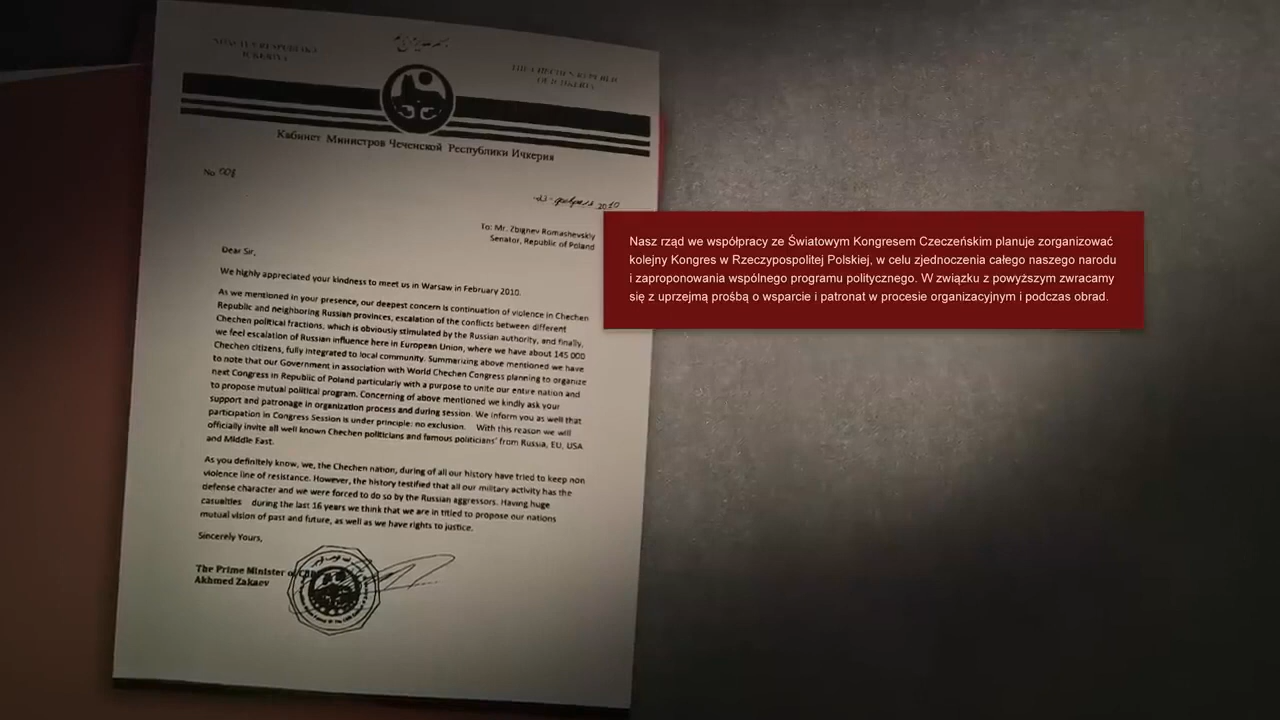 THE CHECHEN REPUBLIC
OF ICHKERIA
Кабинет Министров Чеченской Республики Ичкерия
No 008
2010
To: Mr. Zbignev Romashevskiy
Senator, Republic of Poland
Dear Sir,
We highly appreciated your kindness to meet us in Warsaw in February 2010.
As we mentioned in your presence, our deepest concern is continuation of violence in Chechen
Republic and neighboring Russian provinces, escalation of the conflicts between different
Chechen political fractions, which is obviously stimulated by the Russian authority, and finally,
we feel escalation of Russian influence here in European Union, where we have about 145 000
Chechen citizens, fully integrated to local community. Summarizing above mentioned we have
to note that our Government in association with World Chechen Congress planning to organize
next Congress in Republic of Poland particularly with a purpose to unite our entire nation and
to propose mutual political program. Concerning of above mentioned we kindly ask your
support and patronage in organization process and during session. We inform you as well that
participation in Congress Session is under principle: no exclusion. With this reason we will
officially invite all well known Chechen politicians and famous politicians' from Russia, EU, USA
and Middle East.
As you definitely know, we, the Chechen nation, during of all our history have tried to keep non
violence line of resistance. However, the history testified that all our military activity has the
defense character and we were forced to do so by the Russian aggressors. Having huge
casualties during the last 16 years we think that we are in titled to propose our nations
mutual vision of past and future, as well as we have rights to justice.
Sincerely Yours,
The Prime Minister of
Akhmed Zakaev
Nasz rząd we współpracy ze Światowym Kongresem Czeczeńskim planuje zorganizować
kolejny Kongres w Rzeczypospolitej Polskiej, w celu zjednoczenia całego naszego narodu
i zaproponowania wspólnego programu politycznego. W związku z powyższym zwracamy
się z uprzejmą prośbą o wsparcie i patronat w procesie organizacyjnym i podczas obrad.